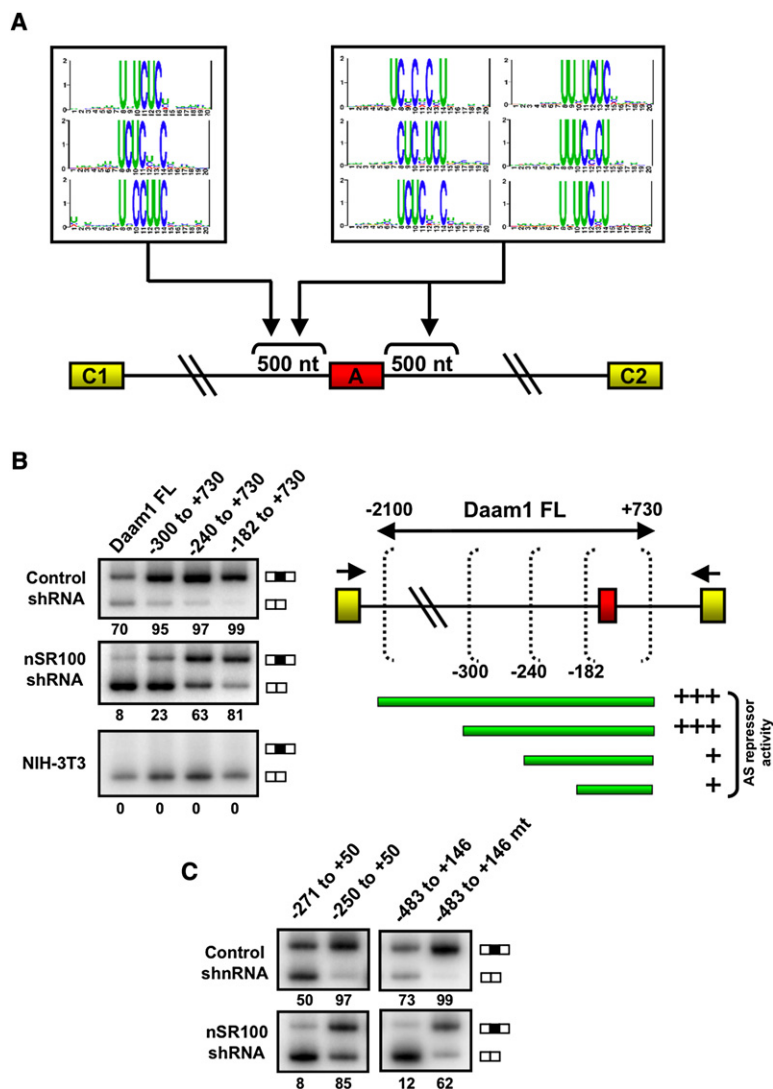 A
C1
500 nt
A
500 nt
C2
B
Daam1 FL
-300 to +730
-240 to +730
-182 to +730
Control
shRNA
70 95 97 99
nSR100
shRNA
8 23 63 81
NIH-3T3
0 0 0 0
-2100
Daam1 FL
+730
-300
-240
-182
+++
+++
+
+
AS repressor
activity
C
-271 to +50
-250 to +50
-483 to +146
-483 to +146 mt
Control
shnRNA
50 97 73 99
nSR100
shRNA
8 85 12 62